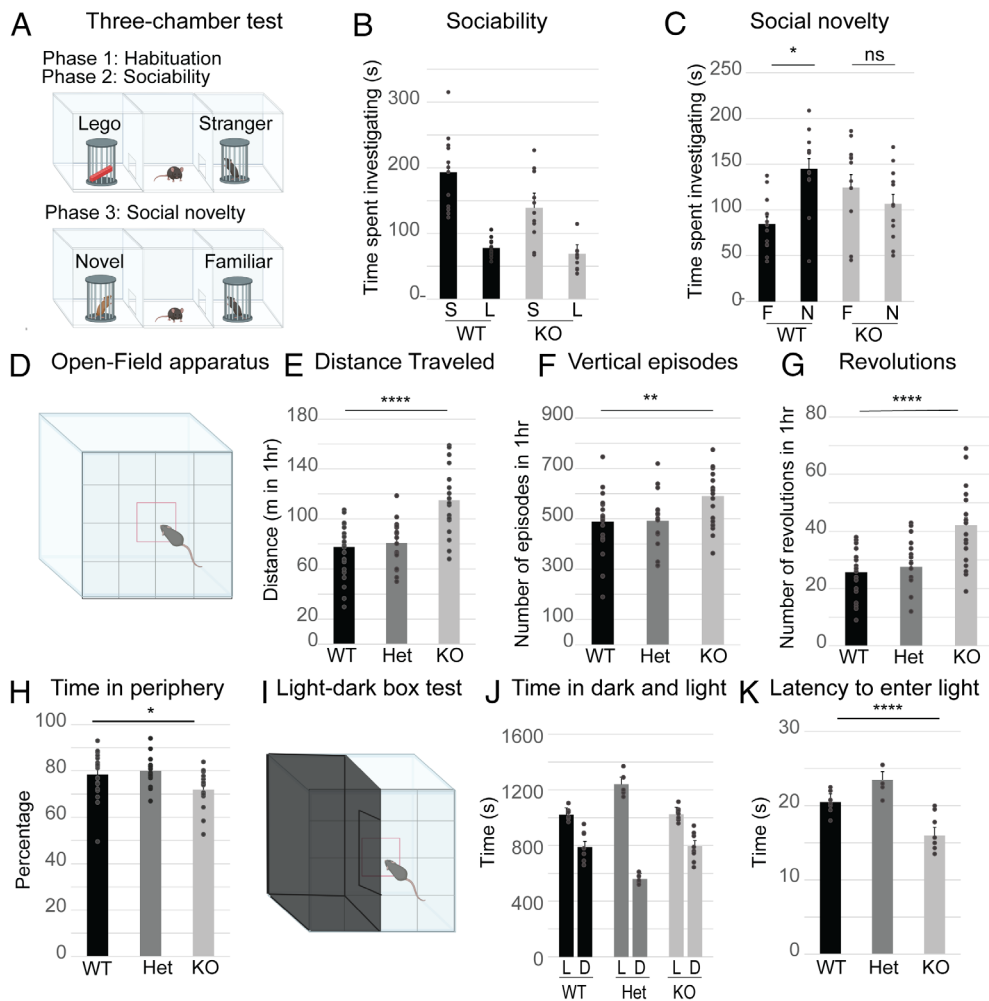 A Three-chamber test
Phase 1: Habituation
Phase 2: Sociability
Lego Stranger
Phase 3: Social novelty
Novel Familiar
B Sociability
Time spent investigating (s)
300
200
100
0
S L S L
WT KO
C Social novelty
* ns
Time spent investigating (s)
250
200
150
100
50
0
F N F N
WT KO
D Open-Field apparatus
E Distance Traveled
****
Distance (m in 1hr)
180
140
100
60
20
0
WT Het KO
F Vertical episodes
**
Number of episodes in 1hr
900
700
500
300
100
0
WT Het KO
G Revolutions
****
Number of revolutions in 1hr
80
60
40
20
0
WT Het KO
H Time in periphery
*
Percentage
100
80
60
40
20
0
WT Het KO
I Light-dark box test
J Time in dark and light
Time (s)
1600
1200
800
400
0
L D L D L D
WT Het KO
K Latency to enter light
****
Time (s)
30
20
10
0
WT Het KO